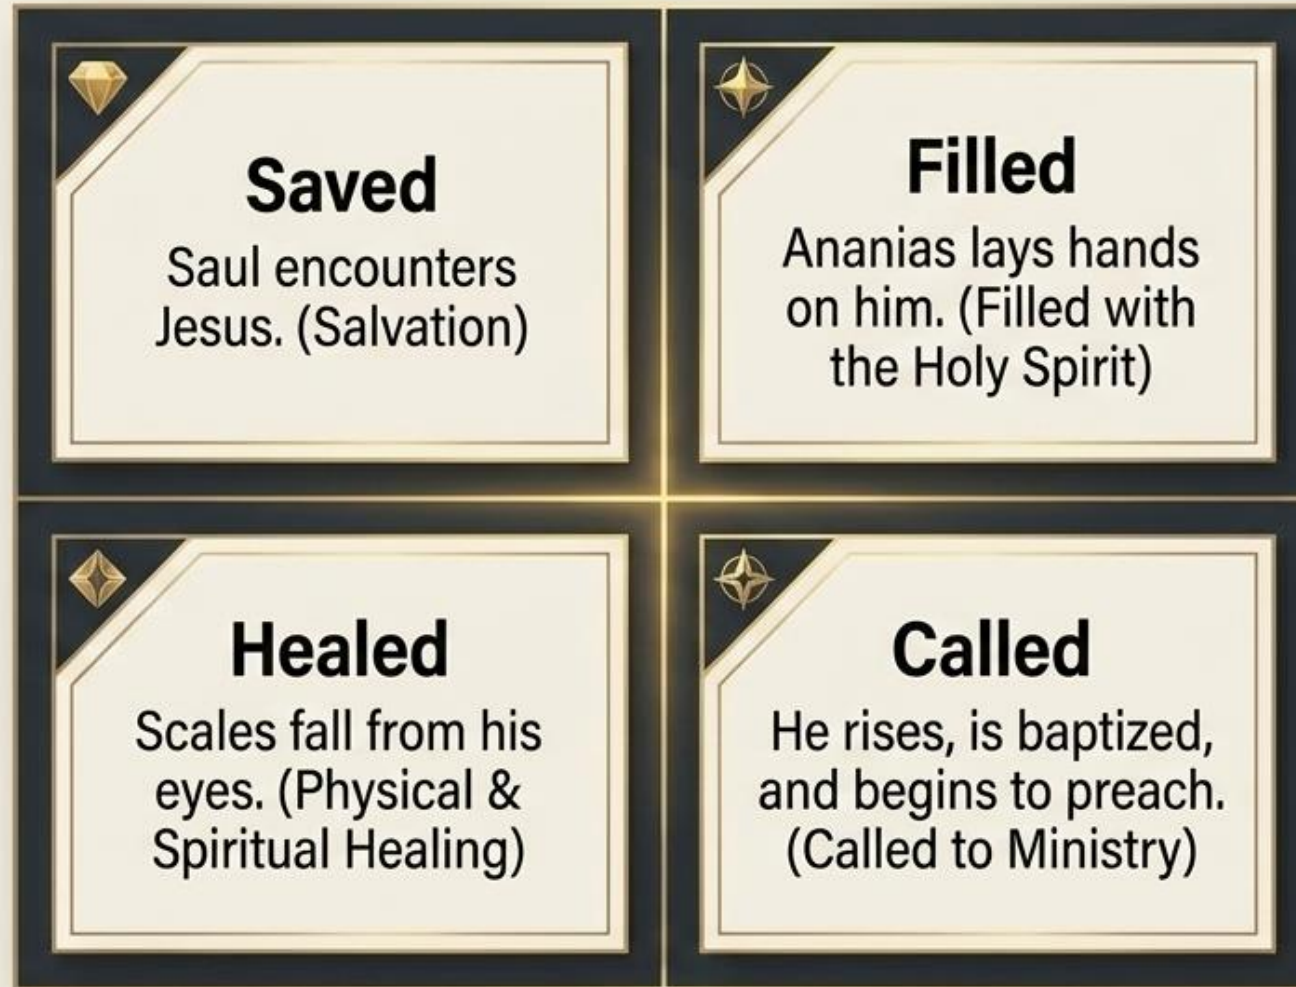 Saved
Saul encounters
Jesus. (Salvation)
Filled
Ananias lays hands
on him. (Filled with
the Holy Spirit)
Healed
Scales fall from his
eyes. (Physical &
Spiritual Healing)
Called
He rises, is baptized,
and begins to preach.
(Called to Ministry)